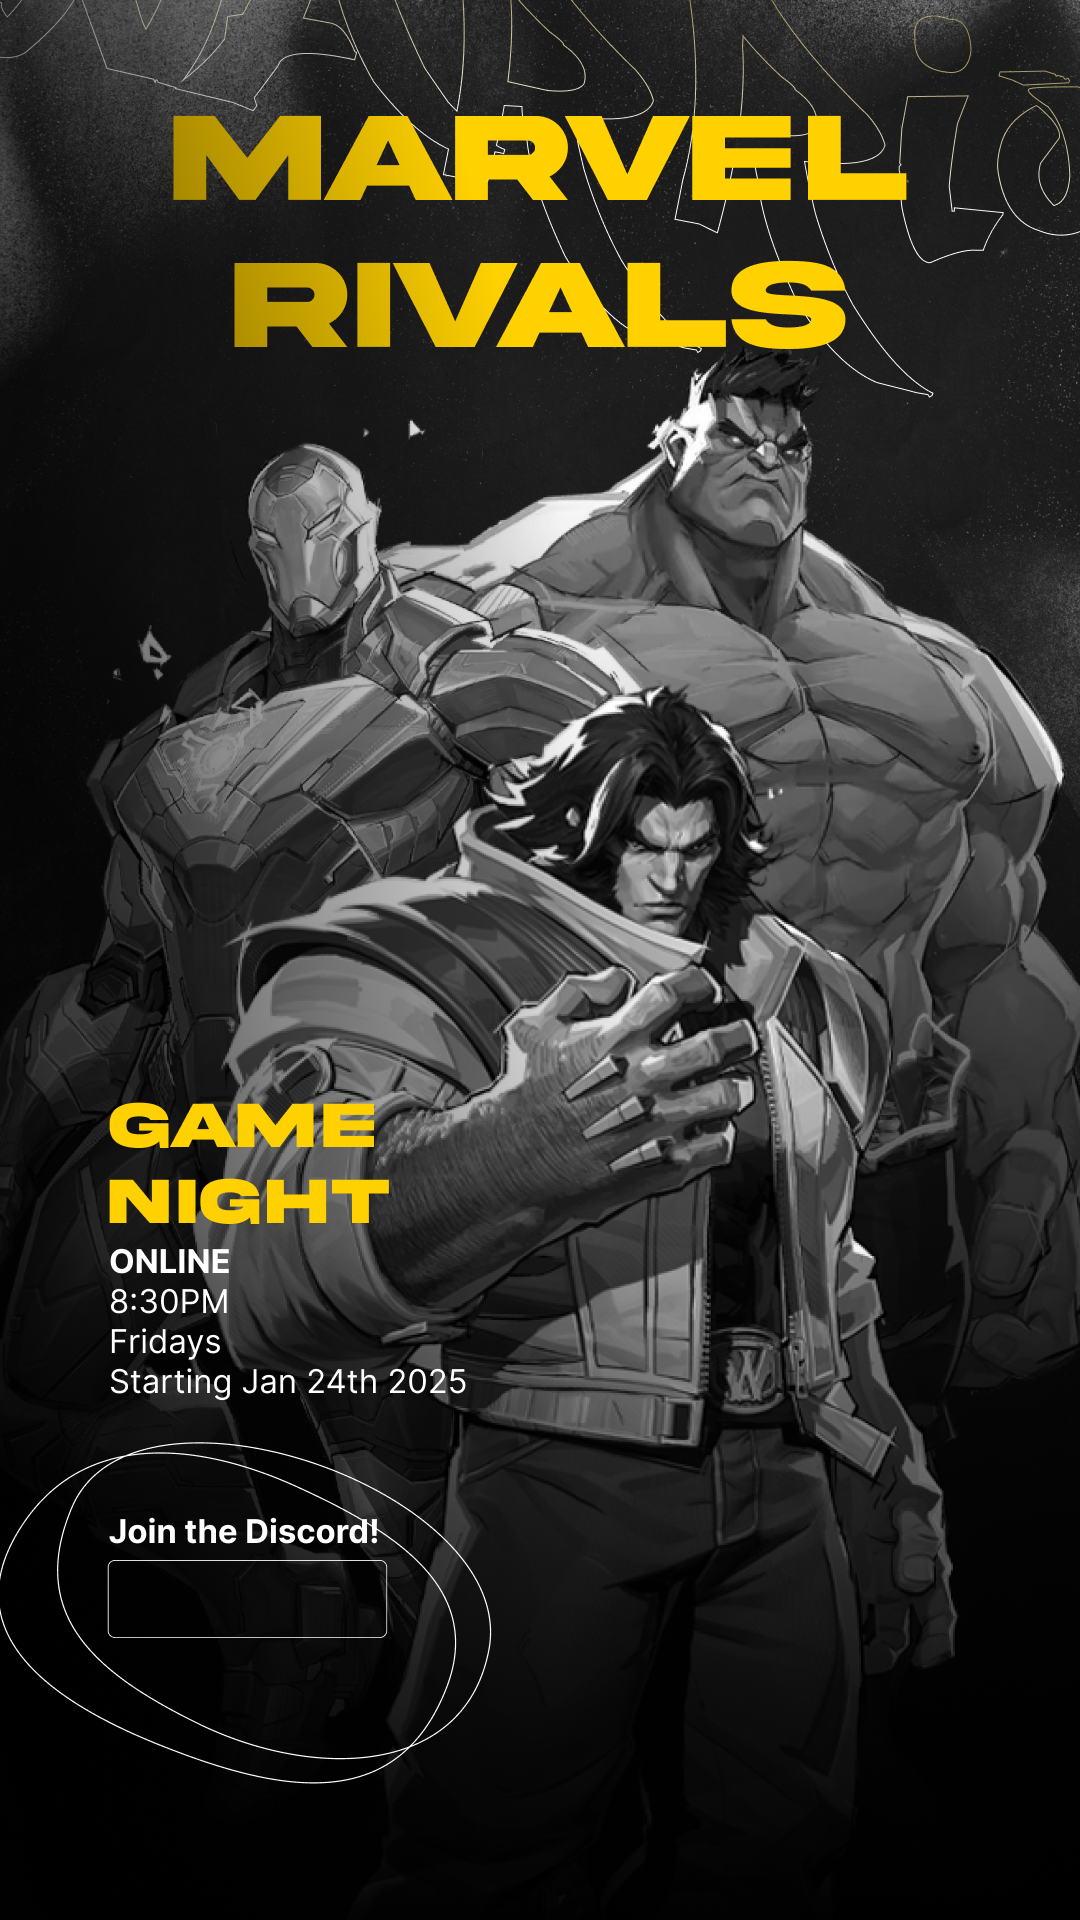 MARVEL
RIVALS
GAME
NIGHT
ONLINE
8:30PM
Fridays
Starting Jan 24th 2025
Join the Discord!